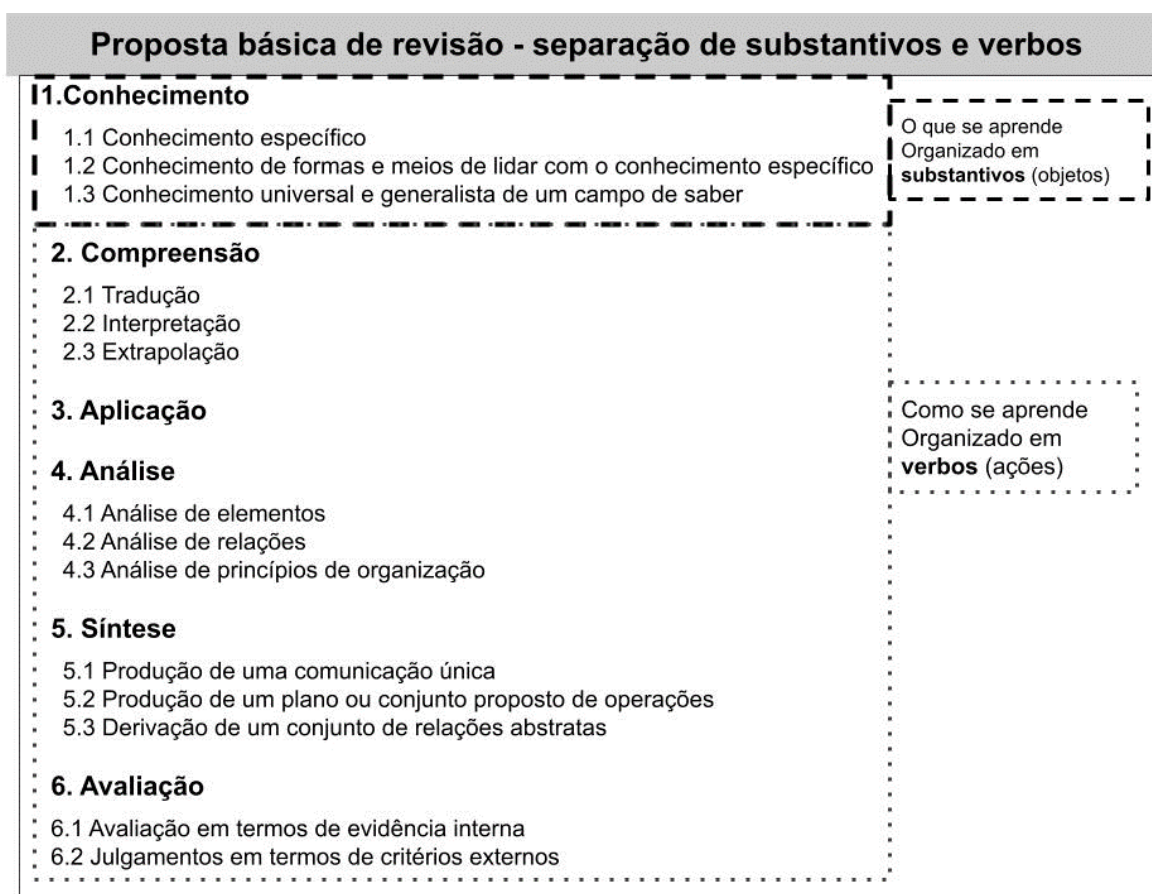 Proposta básica de revisão - separação de substantivos e verbos
1.Conhecimento
1.1 Conhecimento específico
1.2 Conhecimento de formas e meios de lidar com o conhecimento específico
1.3 Conhecimento universal e generalista de um campo de saber
O que se aprende
Organizado em
substantivos (objetos)
2. Compreensão
2.1 Tradução
2.2 Interpretação
2.3 Extrapolação
3. Aplicação
4. Análise
4.1 Análise de elementos
4.2 Análise de relações
4.3 Análise de princípios de organização
5. Síntese
5.1 Produção de uma comunicação única
5.2 Produção de um plano ou conjunto proposto de operações
5.3 Derivação de um conjunto de relações abstratas
6. Avaliação
6.1 Avaliação em termos de evidência interna
6.2 Julgamentos em termos de critérios externos
Como se aprende
Organizado em
verbos (ações)